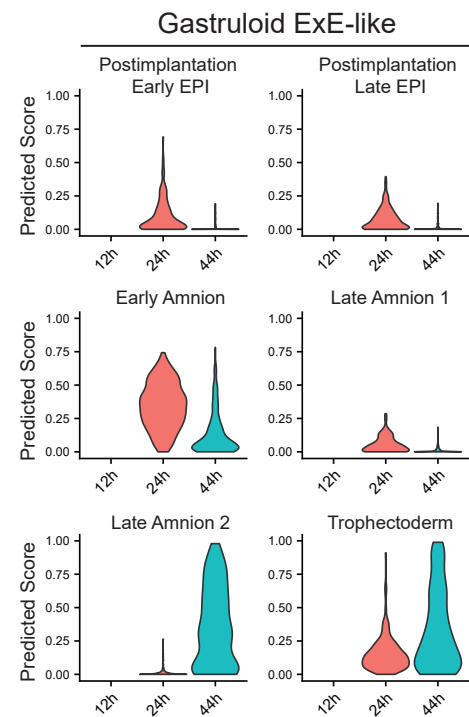 Gastruloid ExE-like
Postimplantation
Early EPI
Postimplantation
Late EPI
Predicted Score
1.00
0.75
0.50
0.25
0.00
12h
24h
44h
1.00
0.75
0.50
0.25
0.00
12h
24h
44h
Early Amnion
Late Amnion 1
Predicted Score
1.00
0.75
0.50
0.25
0.00
12h
24h
44h
1.00
0.75
0.50
0.25
0.00
12h
24h
44h
Late Amnion 2
Trophectoderm
Predicted Score
1.00
0.75
0.50
0.25
0.00
12h
24h
44h
1.00
0.75
0.50
0.25
0.00
12h
24h
44h